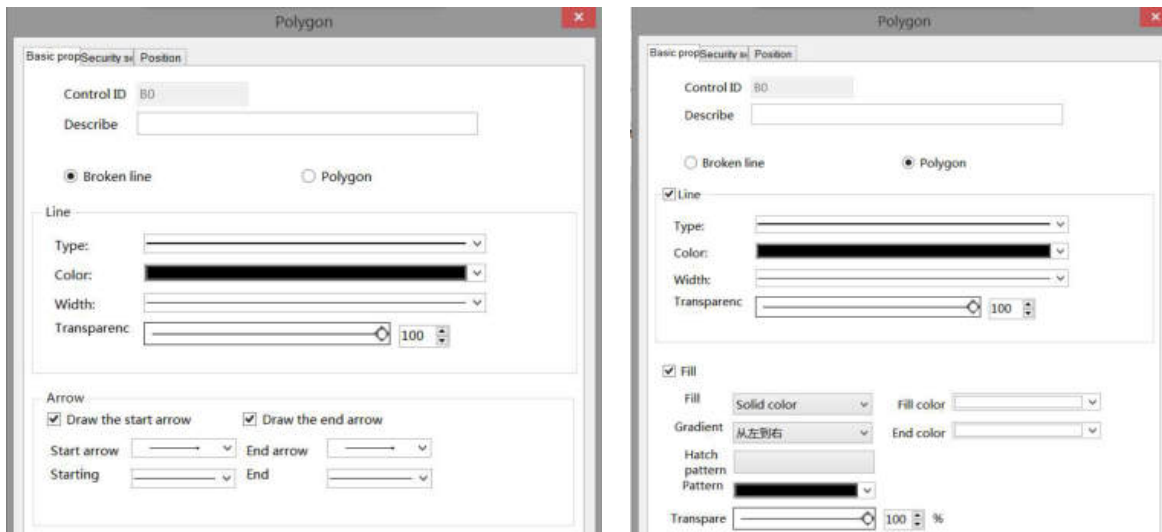 Polygon
Basic prop Security se Position
Control ID B0
Describe
Broken line Polygon
Line
Type:
Color:
Width:
Transparenc 100
Arrow
Draw the start arrow Draw the end arrow
Start arrow End arrow
Starting End
Polygon
Basic prop Security se Position
Control ID B0
Describe
Broken line Polygon
Line
Type:
Color:
Width:
Transparenc 100
Fill
Fill Solid color Fill color
Gradient 从左到右 End color
Hatch
pattern
Pattern
Transpare 100 %